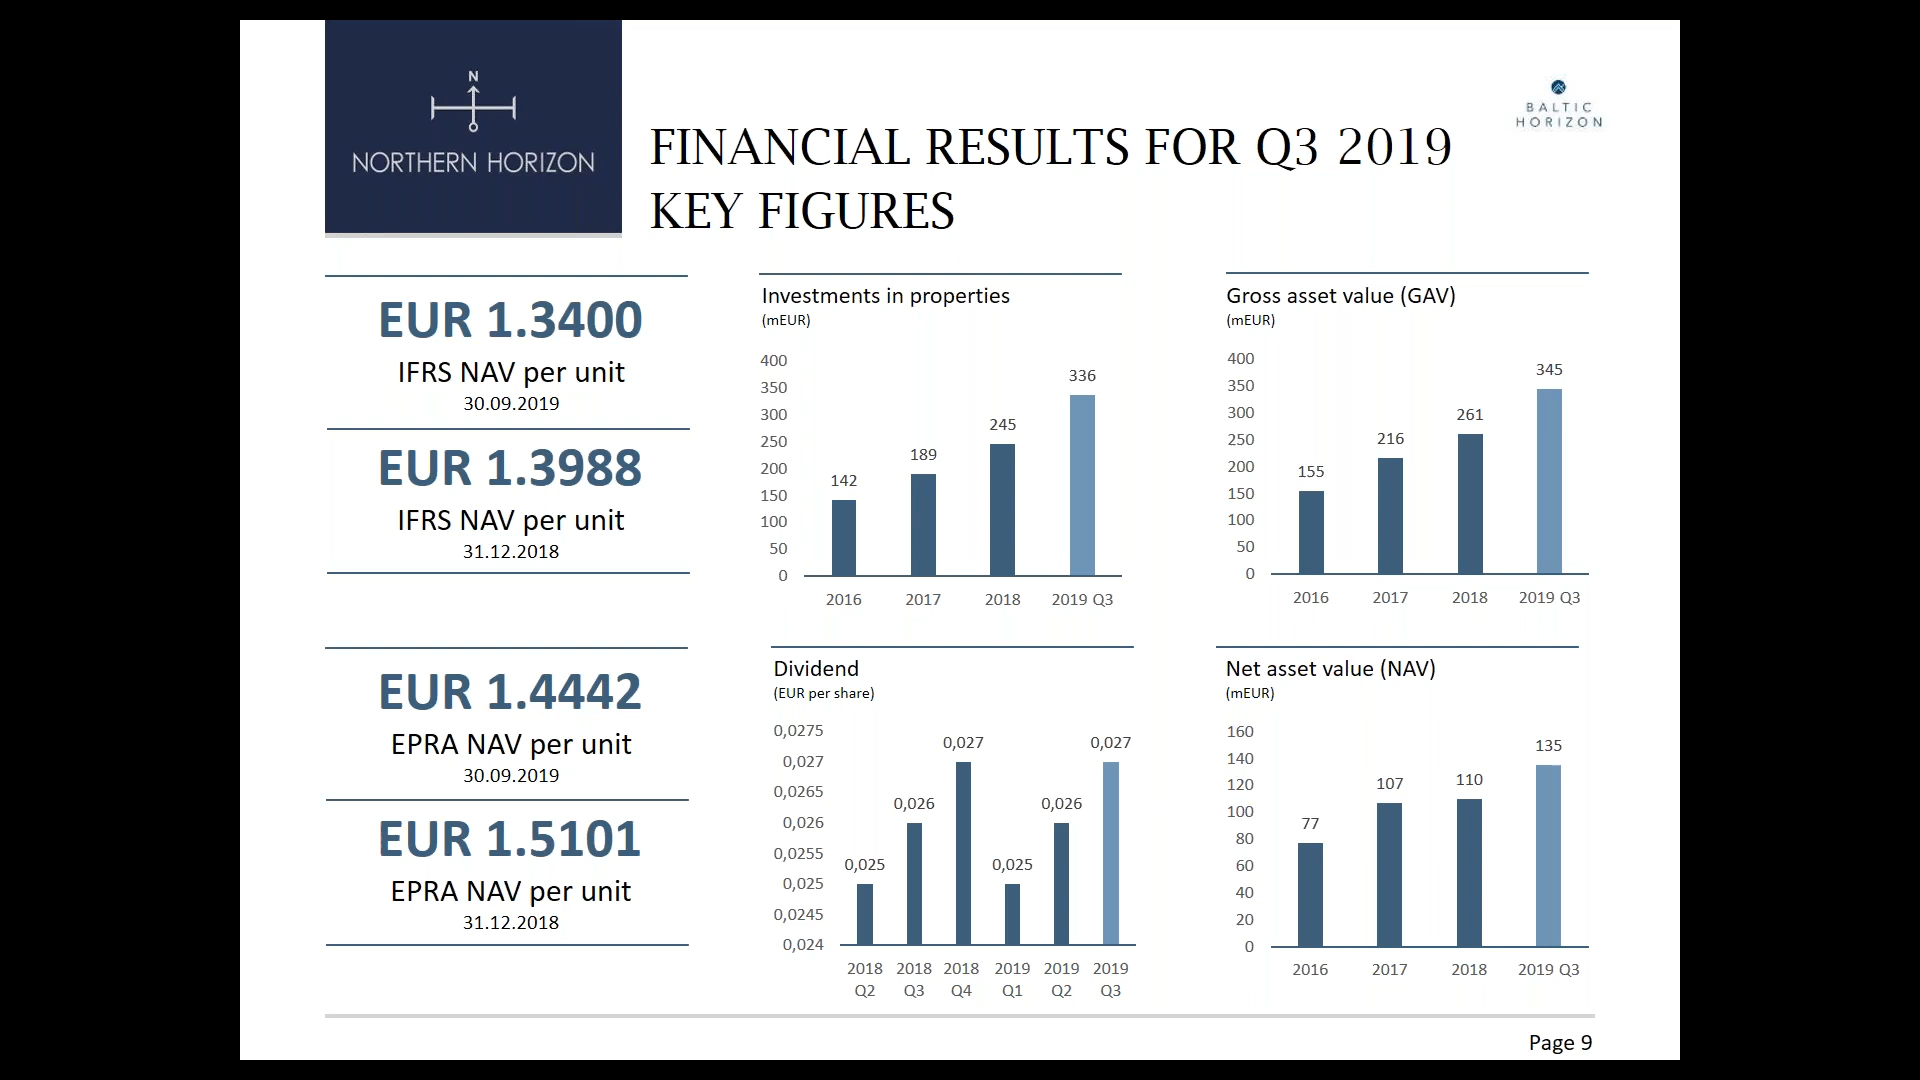 N
NORTHERN HORIZON
FINANCIAL RESULTS FOR Q3 2019
KEY FIGURES
BALTIC
HORIZON
EUR 1.3400
IFRS NAV per unit
30.09.2019
EUR 1.3988
IFRS NAV per unit
31.12.2018
EUR 1.4442
EPRA NAV per unit
30.09.2019
EUR 1.5101
EPRA NAV per unit
31.12.2018
Investments in properties
(mEUR)
400
350
300
250
200
150
100
50
0
142
189
245
336
2016 2017 2018 2019 Q3
Gross asset value (GAV)
(mEUR)
400
350
300
250
200
150
100
50
0
155
216
261
345
2016 2017 2018 2019 Q3
Dividend
(EUR per share)
0,0275
0,027
0,0265
0,026
0,0255
0,025
0,0245
0,024
0,025
0,026
0,027
0,025
0,026
0,027
2018 2018 2018 2019 2019 2019
Q2 Q3 Q4 Q1 Q2 Q3
Net asset value (NAV)
(mEUR)
160
140
120
100
80
60
40
20
0
77
107
110
135
2016 2017 2018 2019 Q3
Page 9